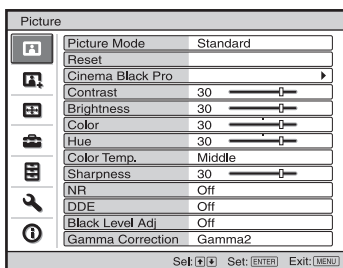 Picture
Picture Mode Standard
Reset
Cinema Black Pro
Contrast 30
Brightness 30
Color 30
Hue 30
Color Temp. Middle
Sharpness 30
NR Off
DDE Off
Black Level Adj Off
Gamma Correction Gamma2
Sel: Set: ENTER Exit: MENU